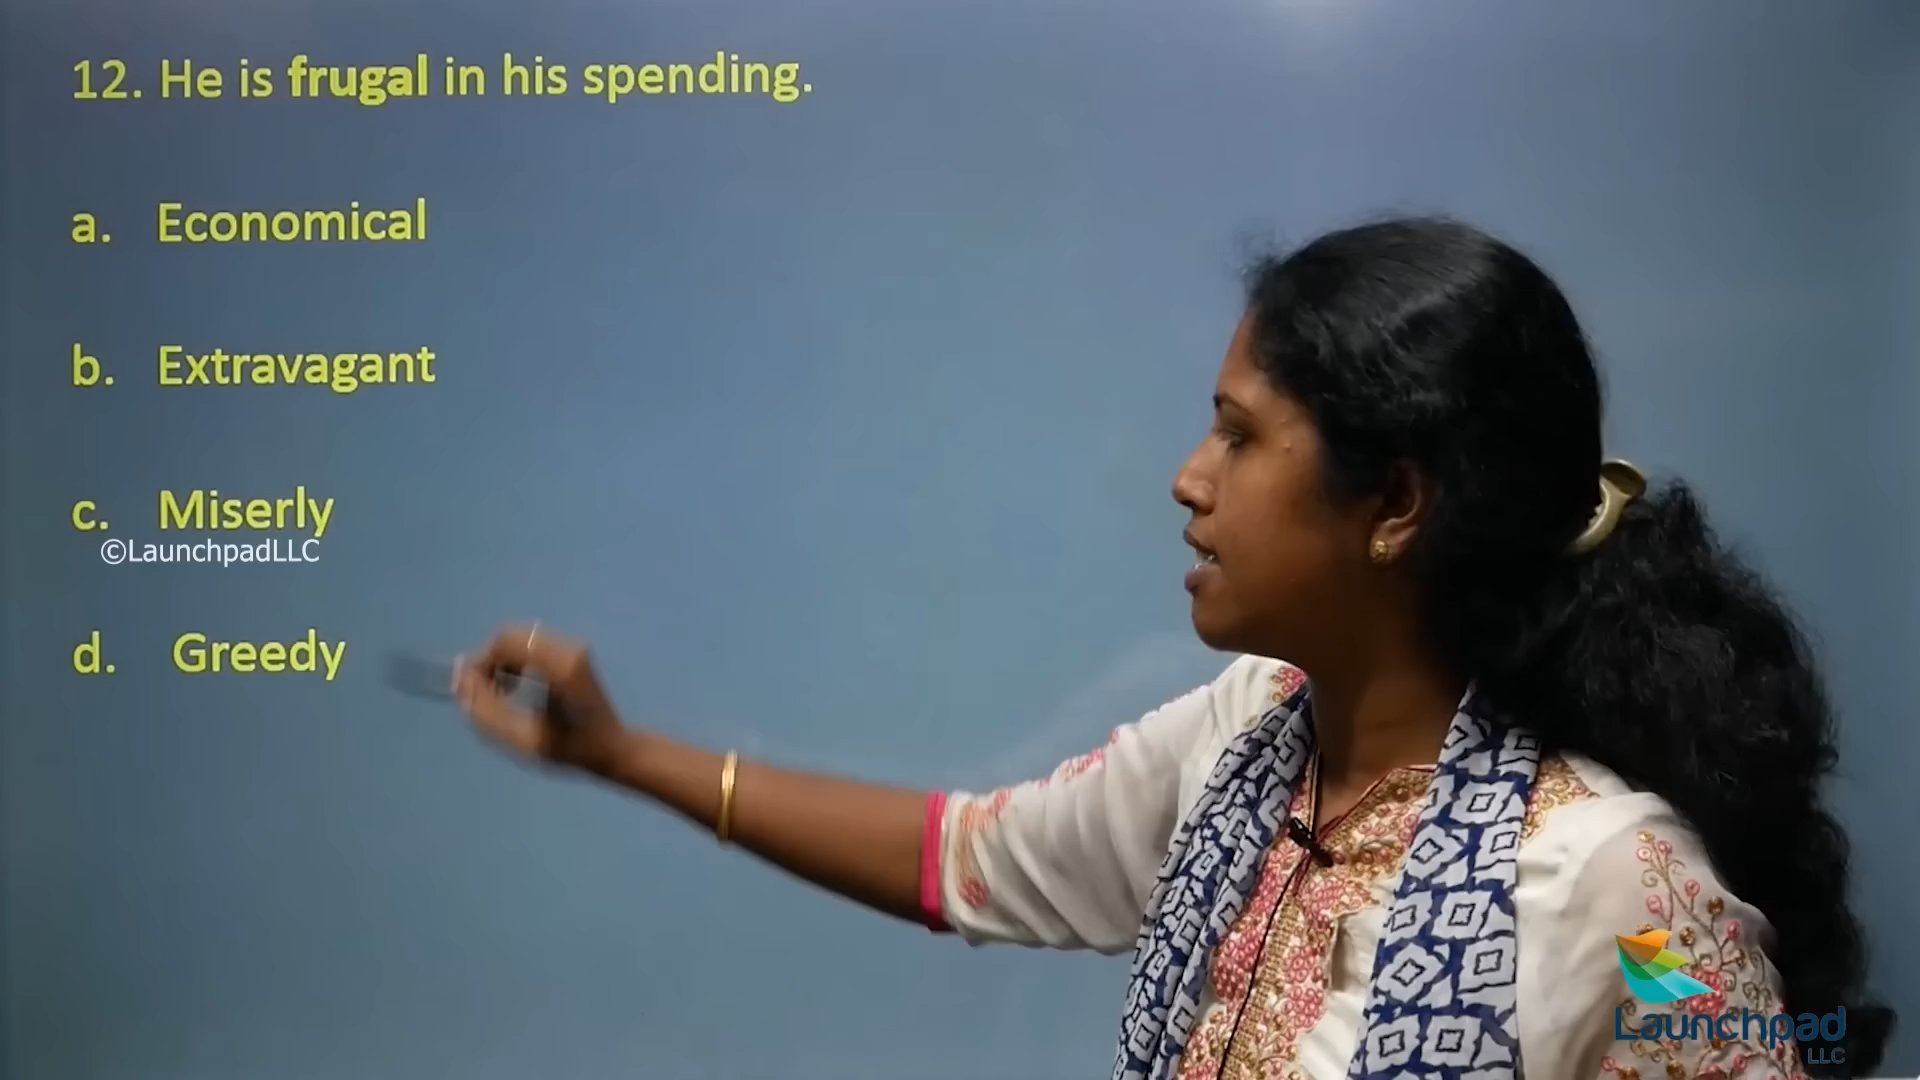 12. He is frugal in his spending.
a. Economical
b. Extravagant
c. Miserly
©LaunchpadLLC
d. Greedy
Launchpad
LLC